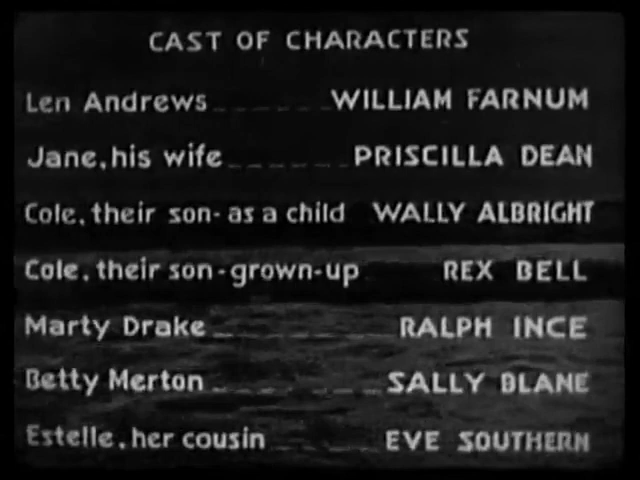 CAST OF CHARACTERS
Len Andrews WILLIAM FARNUM
Jane, his wife PRISCILLA DEAN
Cole, their son - as a child WALLY ALBRIGHT
Cole, their son - grown-up REX BELL
Marty Drake RALPH INCE
Betty Merton SALLY BLANE
Estelle, her cousin EVE SOUTHERN